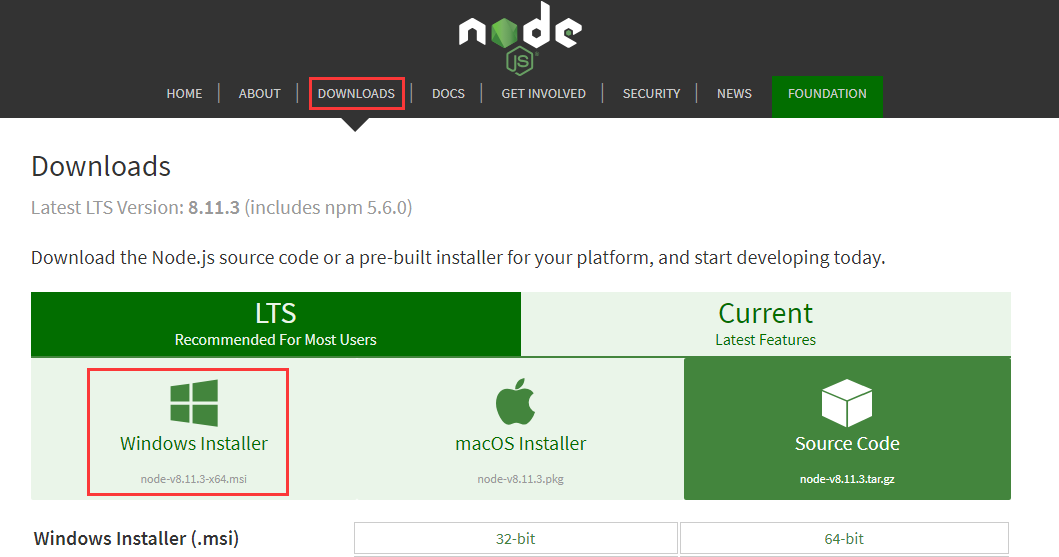 node
JS
HOME ABOUT DOWNLOADS DOCS GET INVOLVED SECURITY NEWS FOUNDATION
Downloads
Latest LTS Version: 8.11.3 (includes npm 5.6.0)
Download the Node.js source code or a pre-built installer for your platform, and start developing today.
LTS
Recommended For Most Users
Current
Latest Features
Windows Installer
node-v8.11.3-x64.msi
macOS Installer
node-v8.11.3.pkg
Source Code
node-v8.11.3.tar.gz
Windows Installer (.msi) 32-bit 64-bit